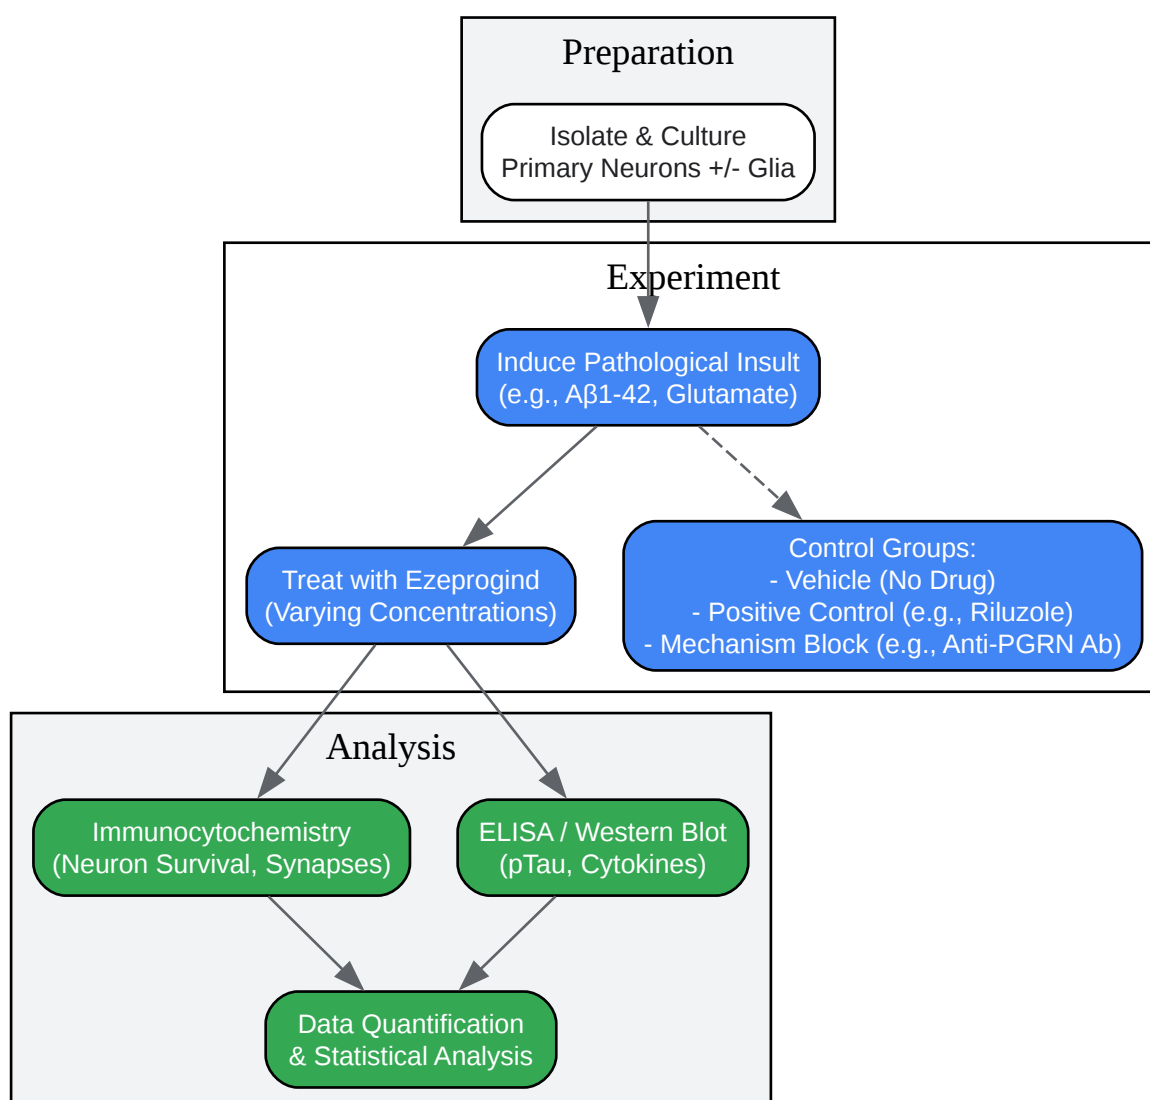 Preparation
Isolate & Culture
Primary Neurons +/- Glia
Experiment
Induce Pathological Insult
(e.g., Aβ1-42, Glutamate)
Treat with Ezeprogind
(Varying Concentrations)
Control Groups:
- Vehicle (No Drug)
- Positive Control (e.g., Riluzole)
- Mechanism Block (e.g., Anti-PGRN Ab)
Analysis
Immunocytochemistry
(Neuron Survival, Synapses)
ELISA / Western Blot
(pTau, Cytokines)
Data Quantification
& Statistical Analysis